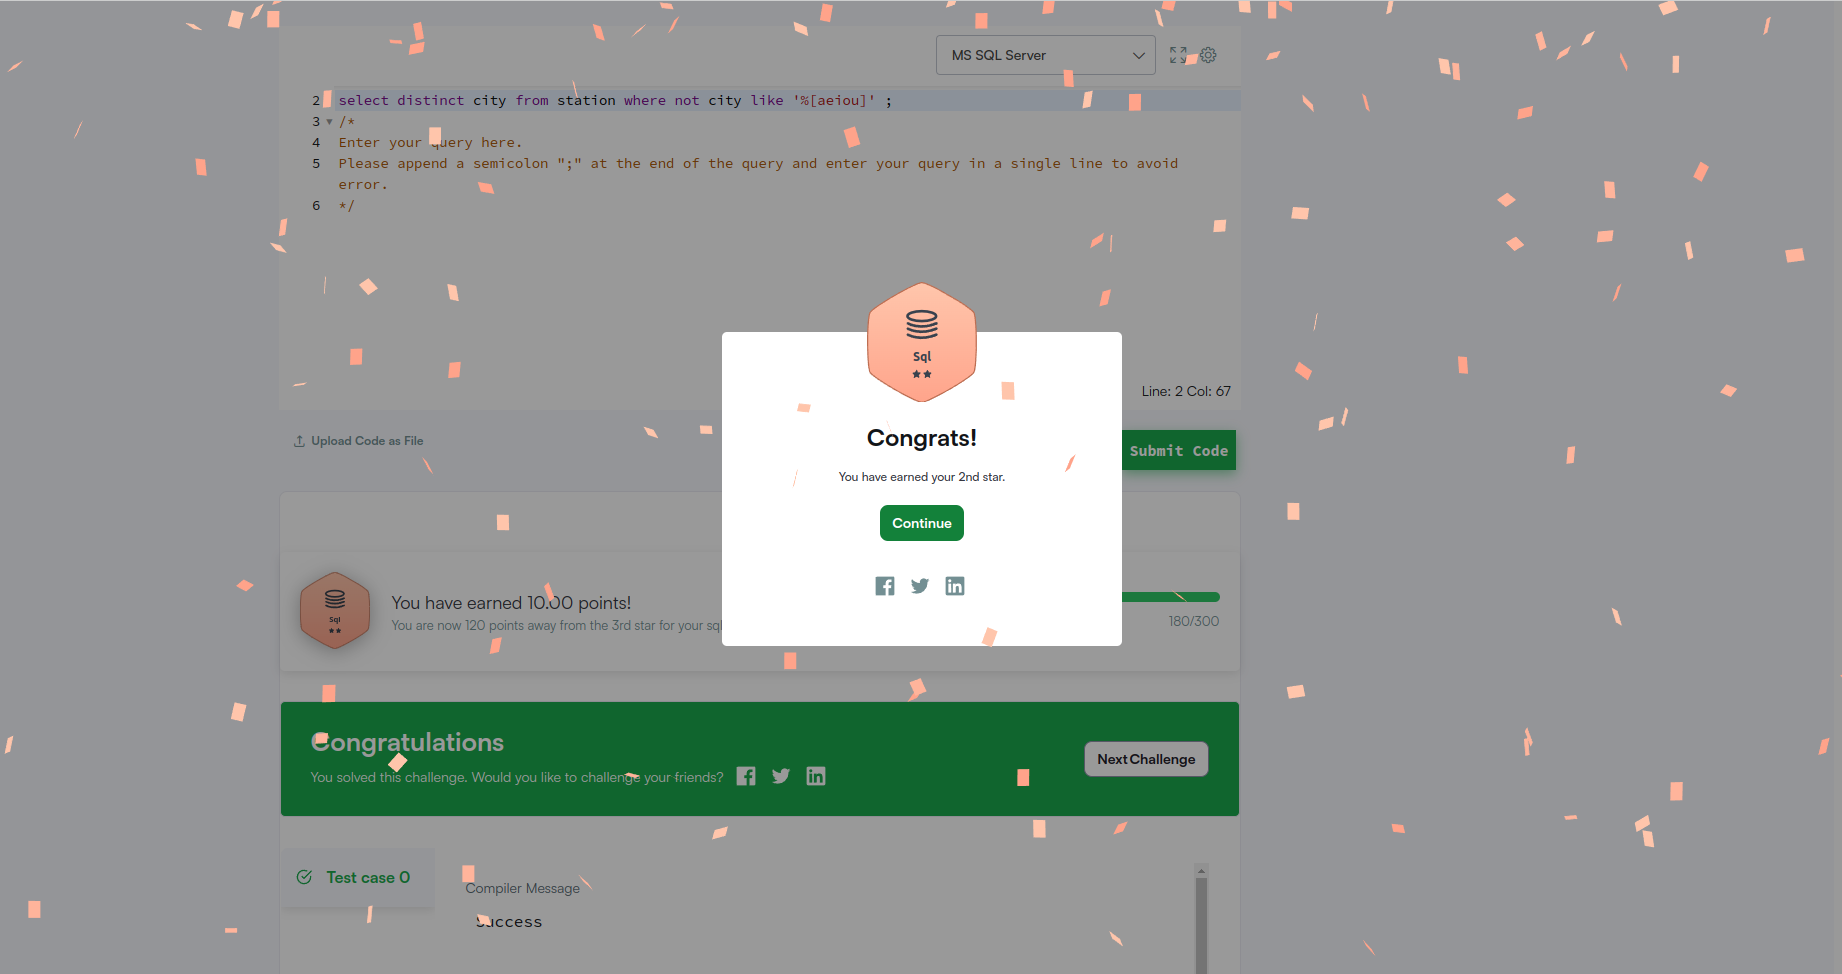 MS SQL Server
2 select distinct city from station where not city like '%[aeiou]' ;
3 /*
4 Enter your query here.
5 Please append a semicolon ";" at the end of the query and enter your query in a single line to avoid
error.
6 */
Line: 2 Col: 67
Upload Code as File
Submit Code
Sql
Congrats!
You have earned your 2nd star.
Continue
Sql
You have earned 10.00 points!
You are now 120 points away from the 3rd star for your sql
180/300
Congratulations
You solved this challenge. Would you like to challenge your friends?
Next Challenge
Test case 0
Compiler Message
Success